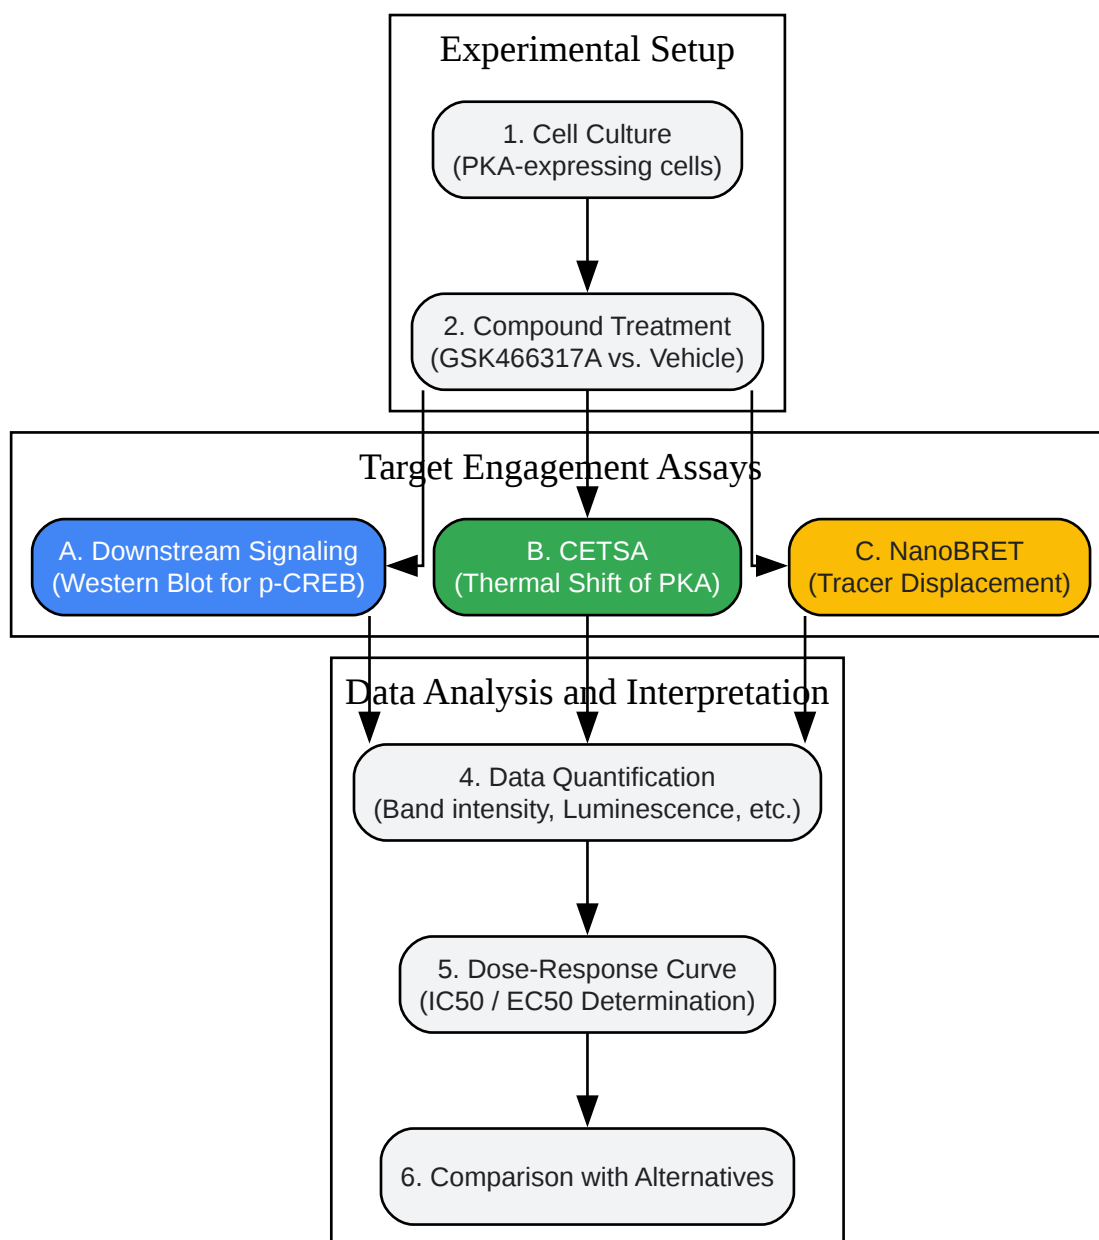 Experimental Setup
1. Cell Culture
(PKA-expressing cells)
2. Compound Treatment
(GSK466317A vs. Vehicle)
Target Engagement Assays
A. Downstream Signaling
(Western Blot for p-CREB)
B. CETSA
(Thermal Shift of PKA)
C. NanoBRET
(Tracer Displacement)
Data Analysis and Interpretation
4. Data Quantification
(Band intensity, Luminescence, etc.)
5. Dose-Response Curve
(IC50 / EC50 Determination)
6. Comparison with Alternatives